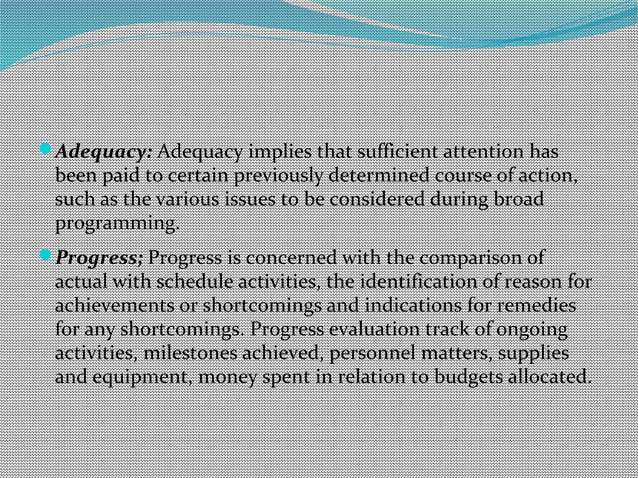 Adequacy: Adequacy implies that sufficient attention has
been paid to certain previously determined course of action,
such as the various issues to be considered during broad
programming.
Progress; Progress is concerned with the comparison of
actual with schedule activities, the identification of reason for
achievements or shortcomings and indications for remedies
for any shortcomings. Progress evaluation track of ongoing
activities, milestones achieved, personnel matters, supplies
and equipment, money spent in relation to budgets allocated.